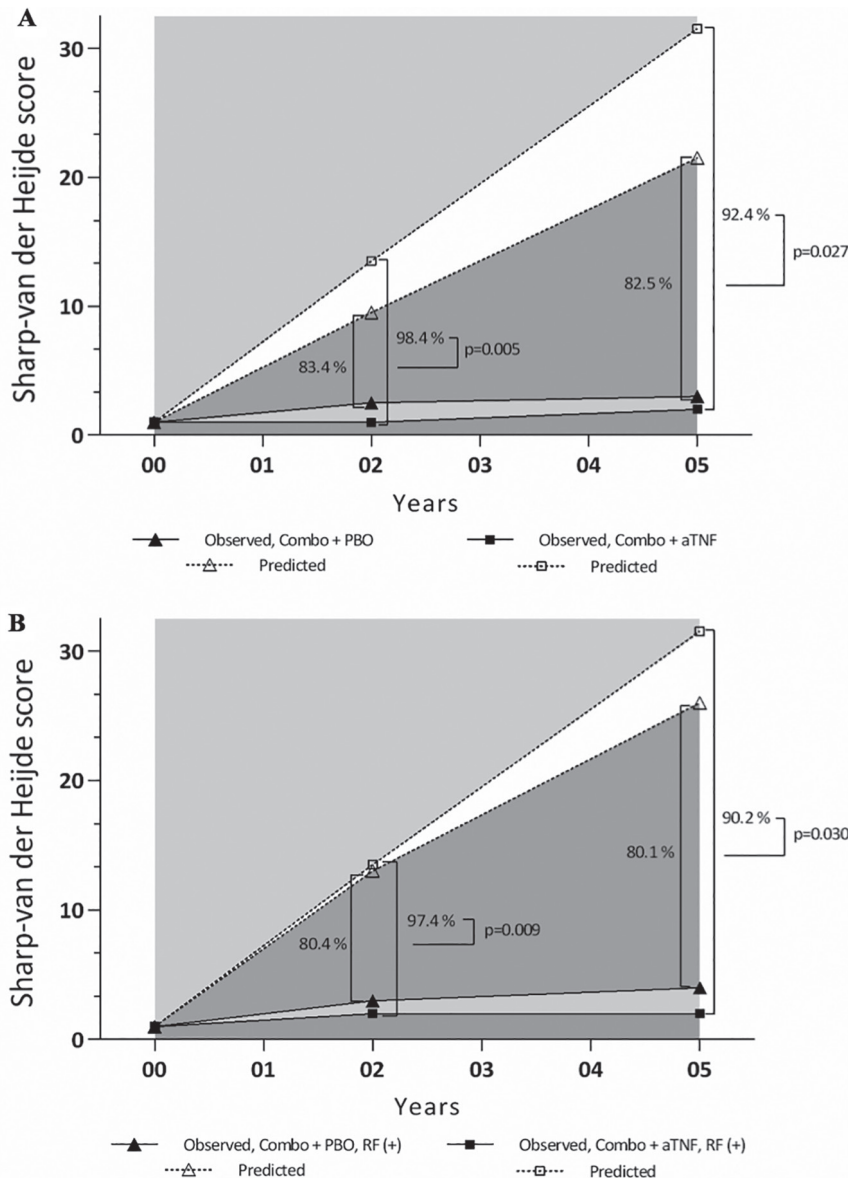 A
Sharp-van der Heijde score
30
20
10
0
92.4 %
p=0.027
82.5 %
98.4 %
p=0.005
83.4 %
00 01 02 03 04 05
Years
Observed, Combo + PBO
Observed, Combo + aTNF
Predicted
Predicted
B
Sharp-van der Heijde score
30
20
10
0
90.2 %
p=0.030
80.1 %
97.4 %
p=0.009
80.4 %
00 01 02 03 04 05
Years
Observed, Combo + PBO, RF (+)
Observed, Combo + aTNF, RF (+)
Predicted
Predicted